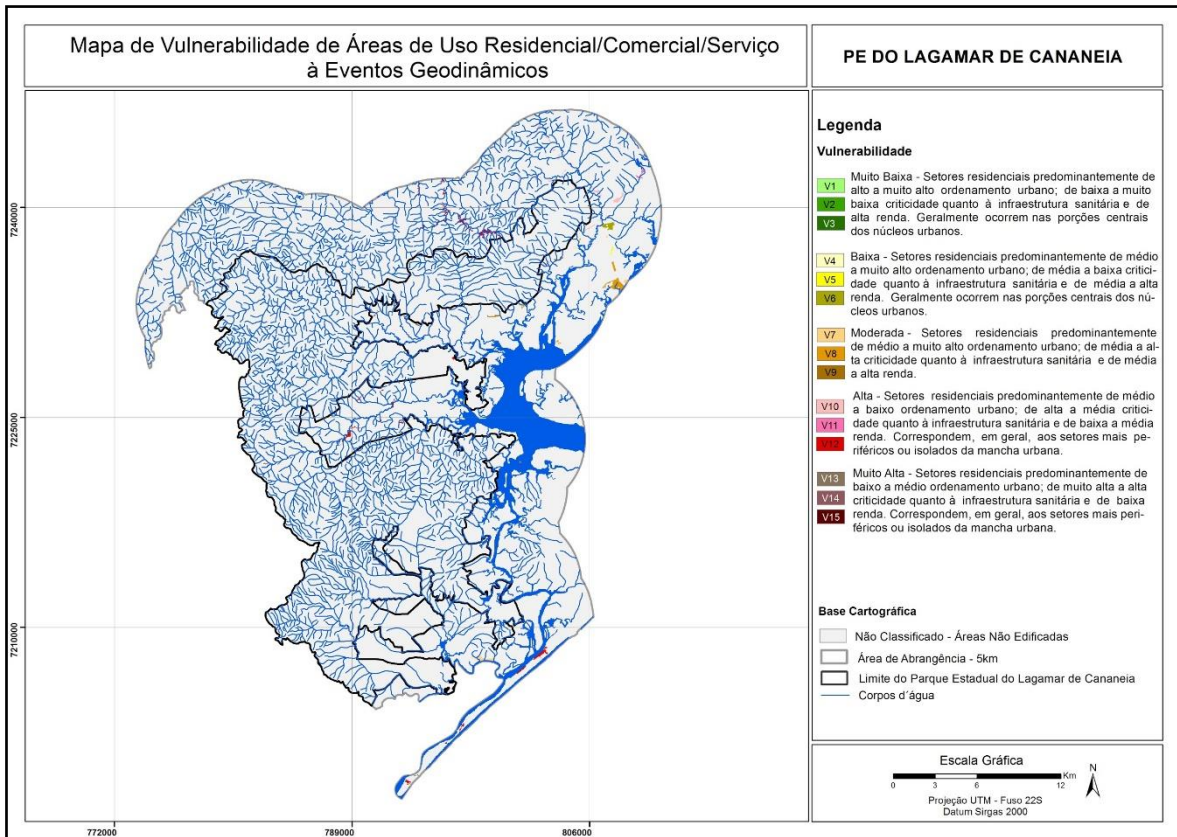 Mapa de Vulnerabilidade de Áreas de Uso Residencial/Comercial/Serviço
à Eventos Geodinâmicos
PE DO LAGAMAR DE CANANEIA
Legenda
Vulnerabilidade
V1
V2
V3
Muito Baixa - Setores residenciais predominantemente de
alto a muito alto ordenamento urbano; de baixa a muito
baixa criticidade quanto à infraestrutura sanitária e de
alta renda. Geralmente ocorrem nas porções centrais
dos núcleos urbanos.
V4
V5
V6
Baixa - Setores residenciais predominantemente de médio
a muito alto ordenamento urbano; de média a baixa critici-
dade quanto à infraestrutura sanitária e de média a alta
renda. Geralmente ocorrem nas porções centrais dos nú-
cleos urbanos.
V7
V8
V9
Moderada - Setores residenciais predominantemente
de médio a muito alto ordenamento urbano; de média a al-
ta criticidade quanto à infraestrutura sanitária e de média
a alta renda.
V10
V11
V12
Alta - Setores residenciais predominantemente de médio
a baixo ordenamento urbano; de alta a média critici-
dade quanto à infraestrutura sanitária e de baixa a média
renda. Correspondem, em geral, aos setores mais pe-
riféricos ou isolados da mancha urbana.
V13
V14
V15
Muito Alta - Setores residenciais predominantemente de
baixo a médio ordenamento urbano; de muito alta a alta
criticidade quanto à infraestrutura sanitária e de baixa
renda. Correspondem, em geral, aos setores mais peri-
féricos ou isolados da mancha urbana.
Base Cartográfica
Não Classificado - Áreas Não Edificadas
Área de Abrangência - 5km
Limite do Parque Estadual do Lagamar de Cananeia
Corpos d´água
Escala Gráfica
0 3 6 12 Km
N
Projeção UTM - Fuso 22S
Datum Sirgas 2000
7240000
7225000
7210000
772000
789000
806000